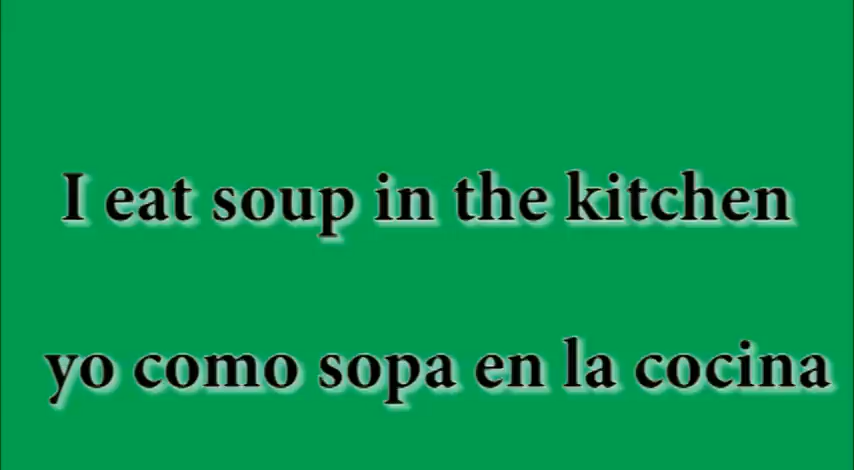 I eat soup in the kitchen
yo como sopa en la cocina